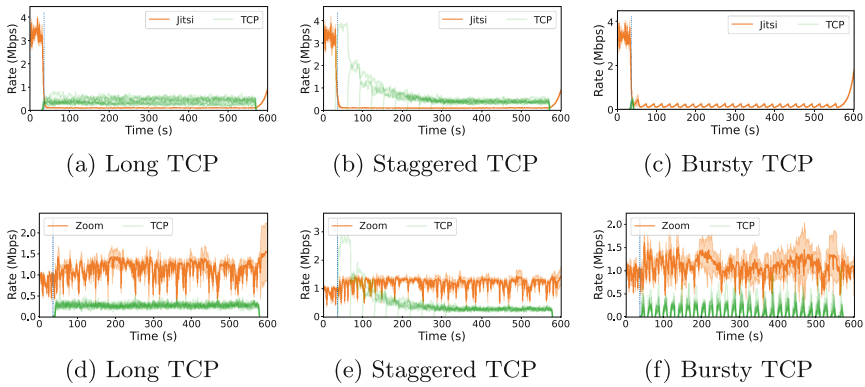 Jitsi TCP
Rate (Mbps)
4
3
2
1
0
0 100 200 300 400 500 600
Time (s)
(a) Long TCP
Jitsi TCP
Rate (Mbps)
4
3
2
1
0
0 100 200 300 400 500 600
Time (s)
(b) Staggered TCP
Jitsi TCP
Rate (Mbps)
4
3
2
1
0
0 100 200 300 400 500 600
Time (s)
(c) Bursty TCP
Zoom TCP
Rate (Mbps)
2.0
1.5
1.0
0.5
0.0
0 100 200 300 400 500 600
Time (s)
(d) Long TCP
Zoom TCP
Rate (Mbps)
3
2
1
0
0 100 200 300 400 500 600
Time (s)
(e) Staggered TCP
Zoom TCP
Rate (Mbps)
2.0
1.5
1.0
0.5
0.0
0 100 200 300 400 500 600
Time (s)
(f) Bursty TCP